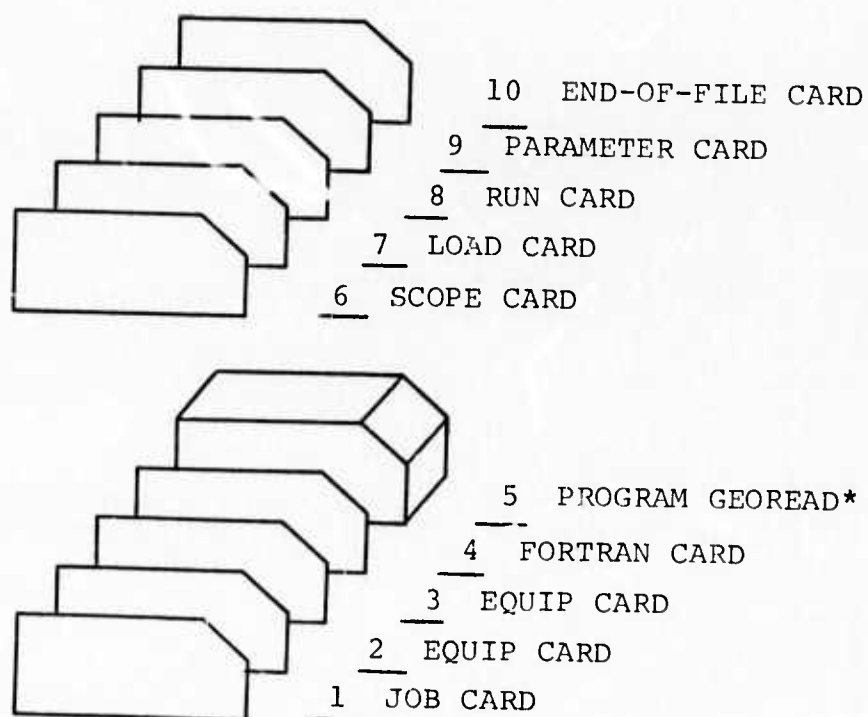 10 END-OF-FILE CARD
9 PARAMETER CARD
8 RUN CARD
7 LOAD CARD
6 SCOPE CARD
5 PROGRAM GEOREAD*
4 FORTRAN CARD
3 EQUIP CARD
2 EQUIP CARD
1 JOB CARD